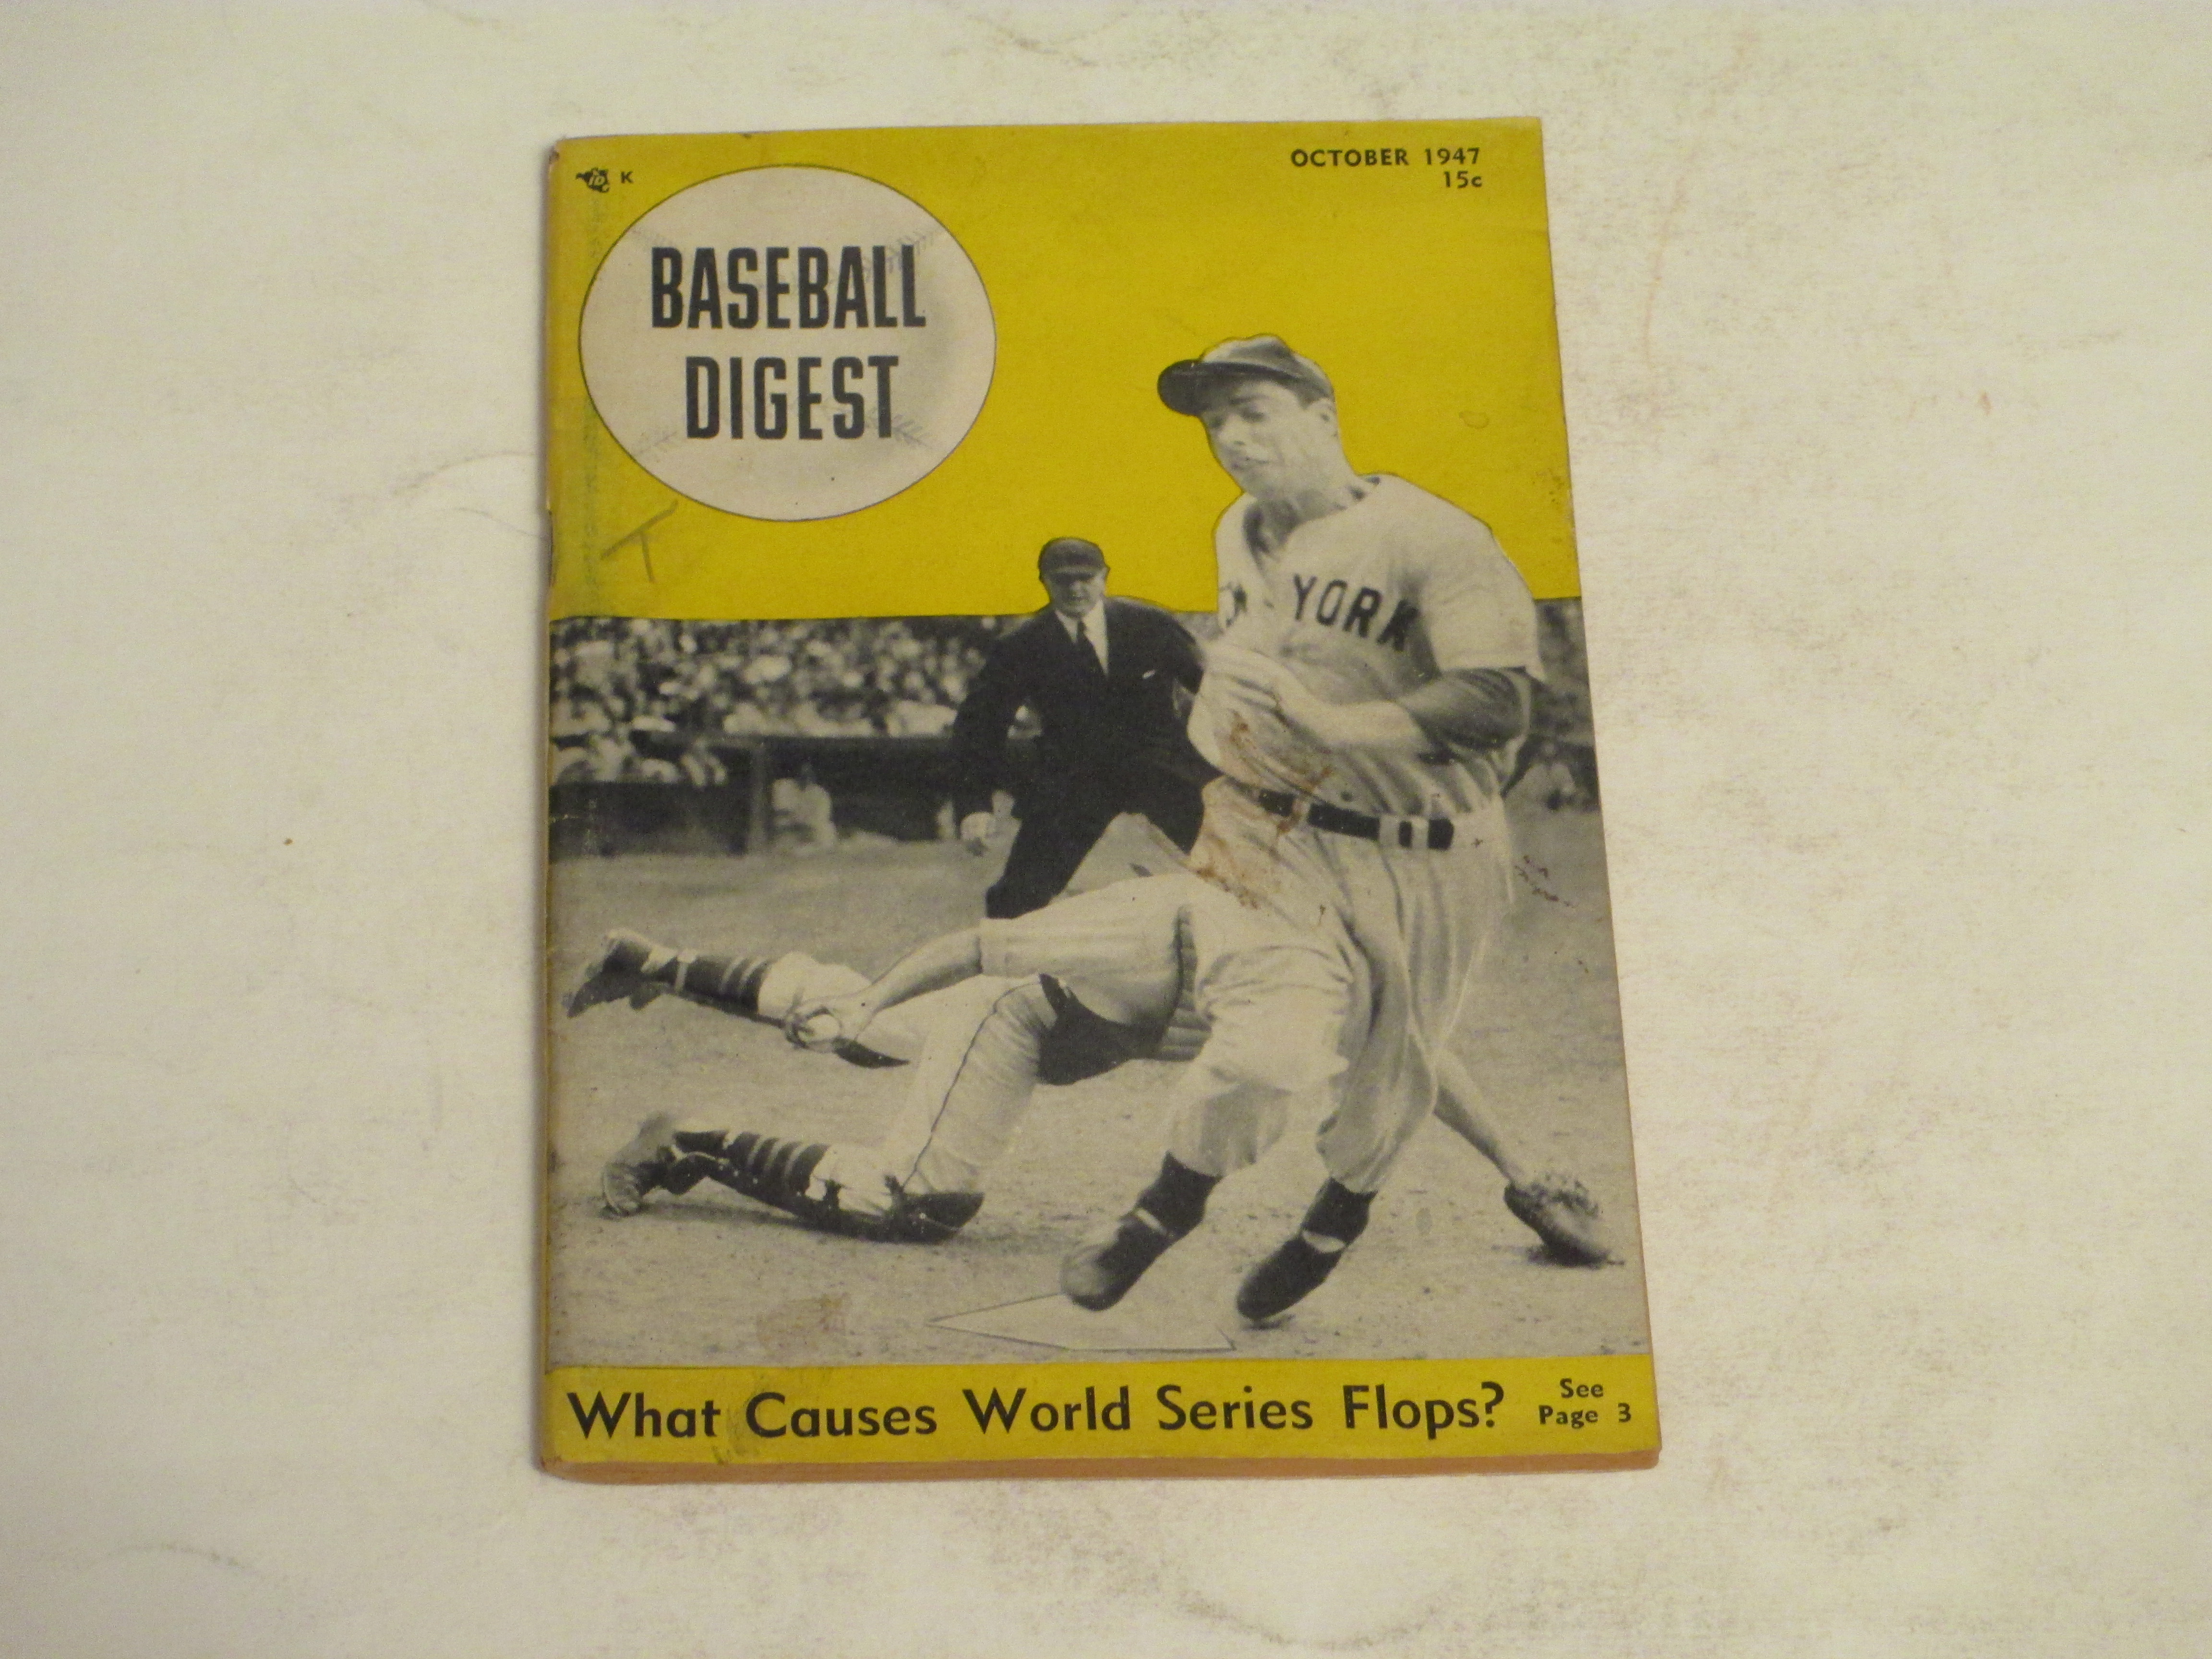 K
OCTOBER 1947
15c
BASEBALL
DIGEST
T
YORK
What Causes World Series Flops?
See
Page 3